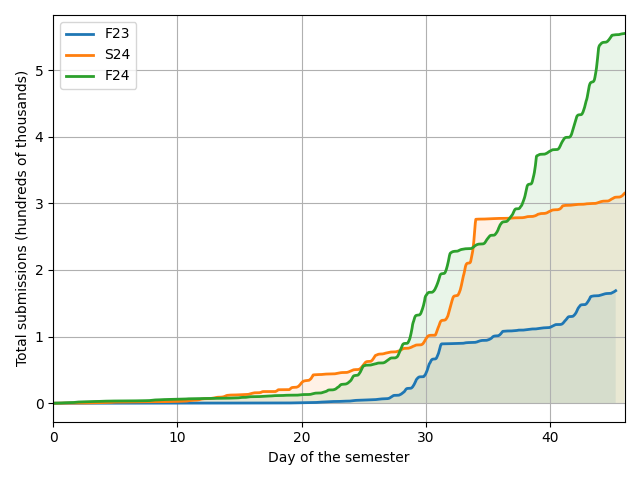 F23
S24
F24
Total submissions (hundreds of thousands)
5
4
3
2
1
0
0 10 20 30 40
Day of the semester